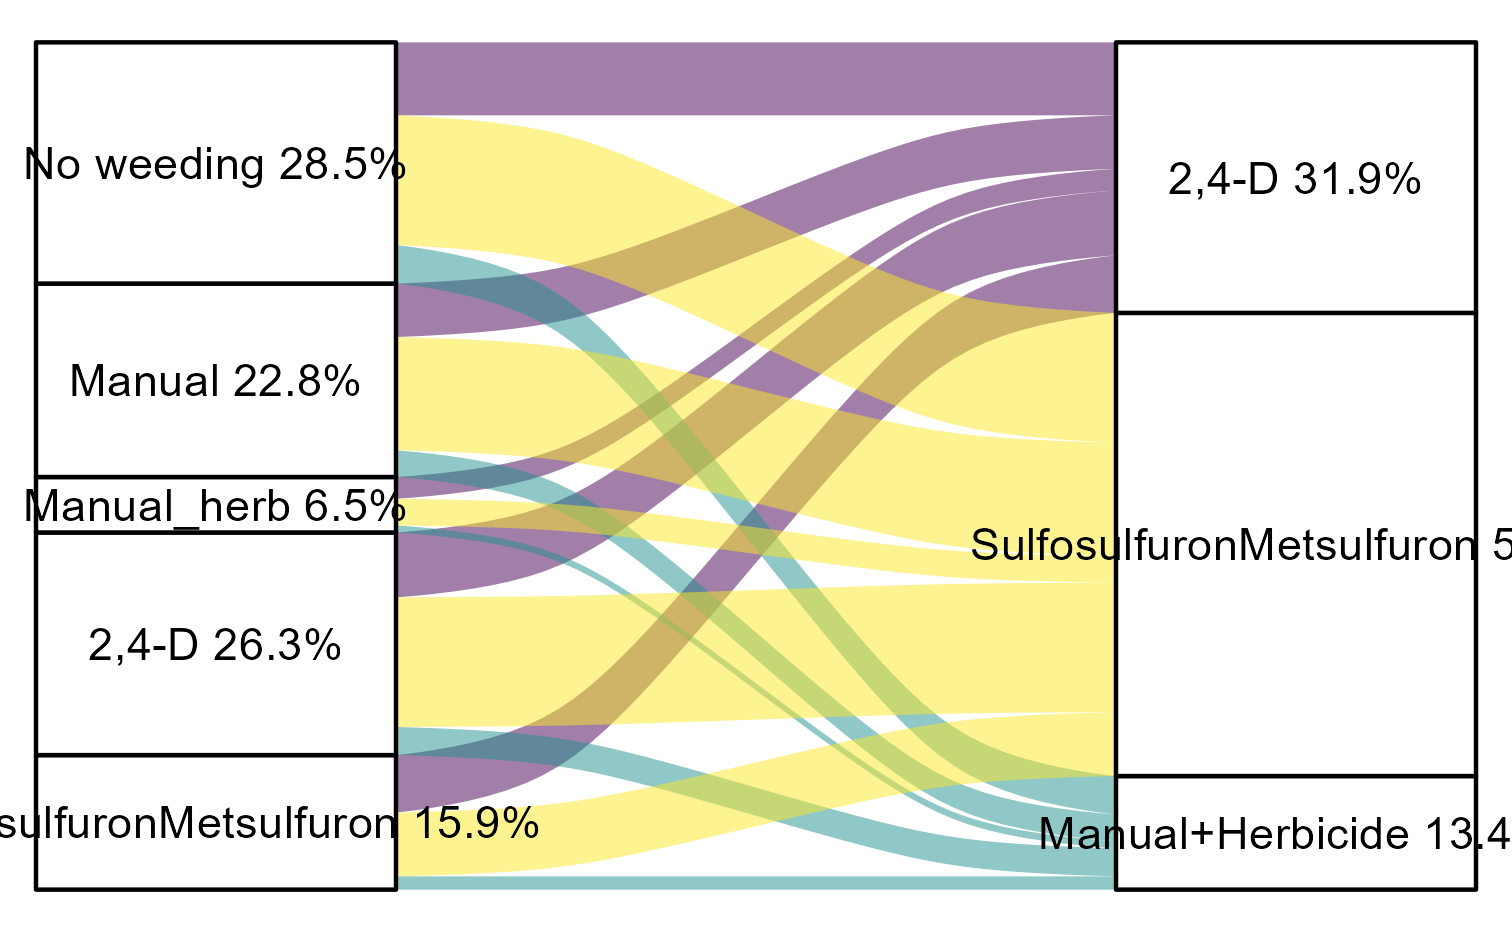 No weeding 28.5%
Manual 22.8%
Manual_herb 6.5%
2,4-D 26.3%
sulfuronMetsulfuron 15.9%
2,4-D 31.9%
SulfosulfuronMetsulfuron 5
Manual+Herbicide 13.4